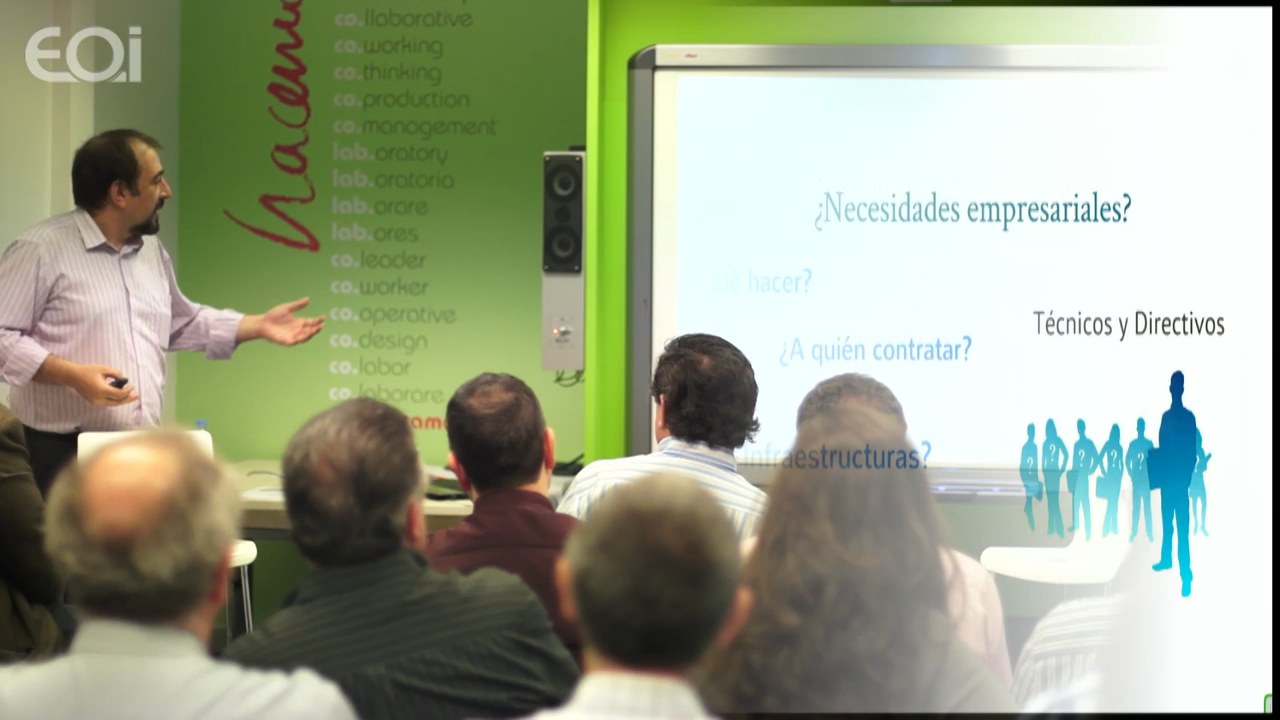 EOi
co.llaborative
co.working
co.thinking
co.production
co.management
lab.oratory
lab.oratoria
lab.orare
lab.ores
co.leader
co.worker
co.operative
co.design
co.labor
co.laborare
¿Necesidades empresariales?
hacer?
¿A quién contratar?
Técnicos y Directivos
infraestructuras?